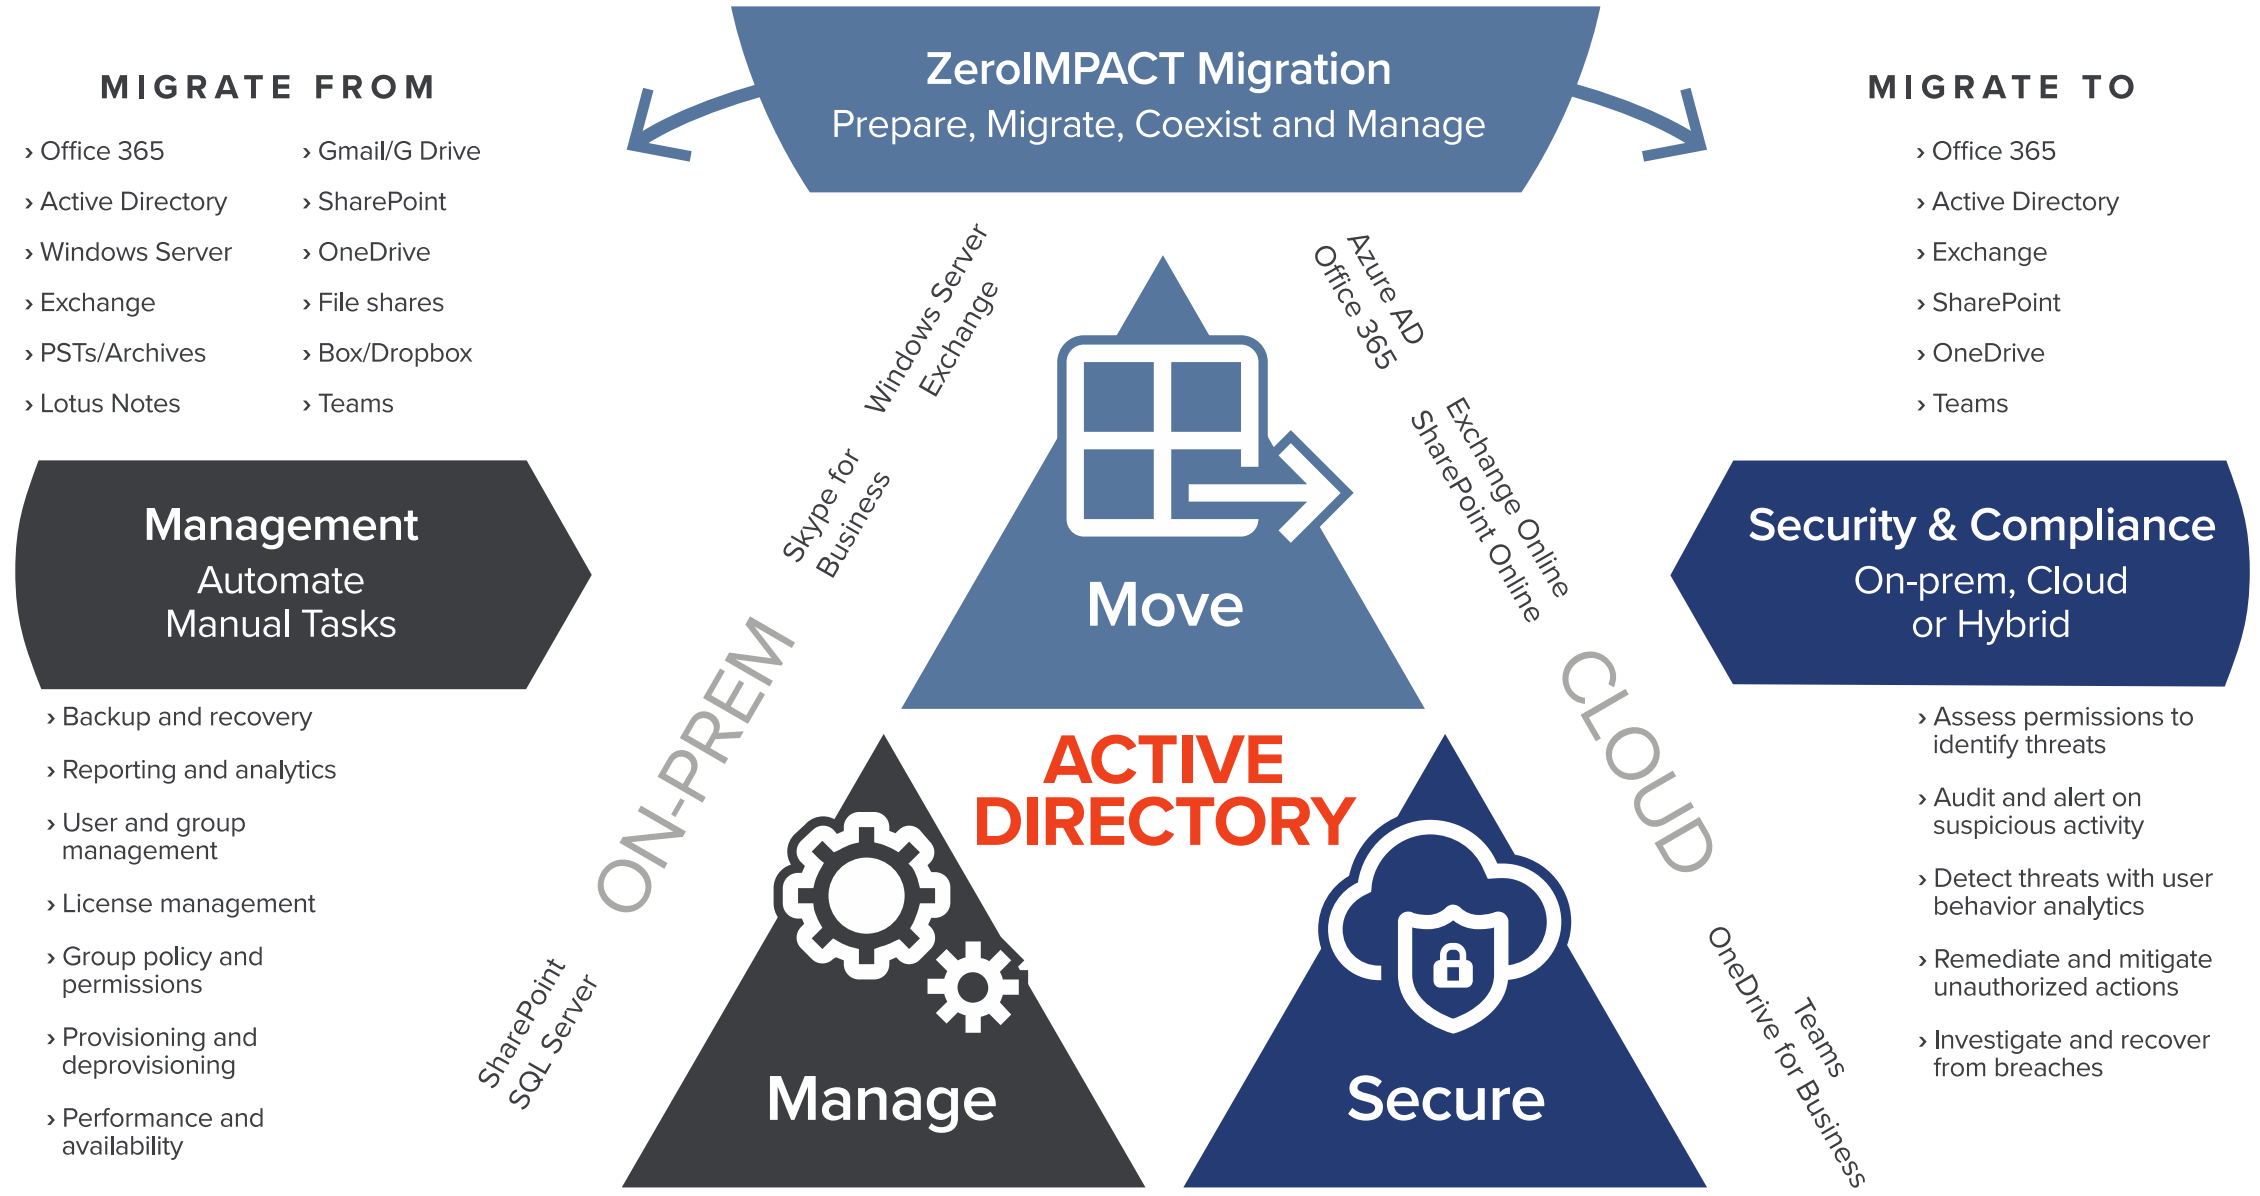 ZeroIMPACT Migration
Prepare, Migrate, Coexist and Manage
MIGRATE FROM
› Office 365
› Active Directory
› Windows Server
› Exchange
› PSTs/Archives
› Lotus Notes
› Gmail/G Drive
› SharePoint
› OneDrive
› File shares
› Box/Dropbox
› Teams
MIGRATE TO
› Office 365
› Active Directory
› Exchange
› SharePoint
› OneDrive
› Teams
Management
Automate
Manual Tasks
› Backup and recovery
› Reporting and analytics
› User and group
management
› License management
› Group policy and
permissions
› Provisioning and
deprovisioning
› Performance and
availability
Windows Server
Exchange
Skype for
Business
ON-PREM
SharePoint
SQL Server
Move
ACTIVE
DIRECTORY
Manage
Secure
Azure AD
Office 365
Exchange Online
SharePoint Online
CLOUD
Teams
OneDrive for Business
Security & Compliance
On-prem, Cloud
or Hybrid
› Assess permissions to
identify threats
› Audit and alert on
suspicious activity
› Detect threats with user
behavior analytics
› Remediate and mitigate
unauthorized actions
› Investigate and recover
from breaches